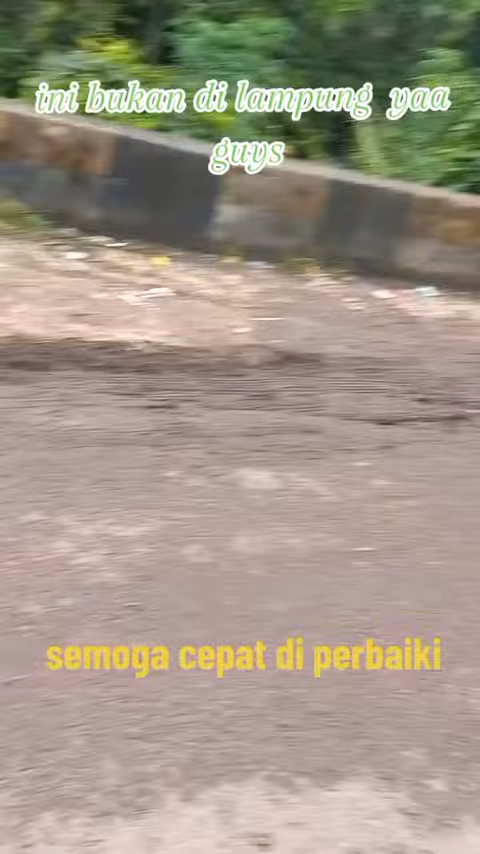 ini bukan di lampung yaa
guys
semoga cepat di perbaiki